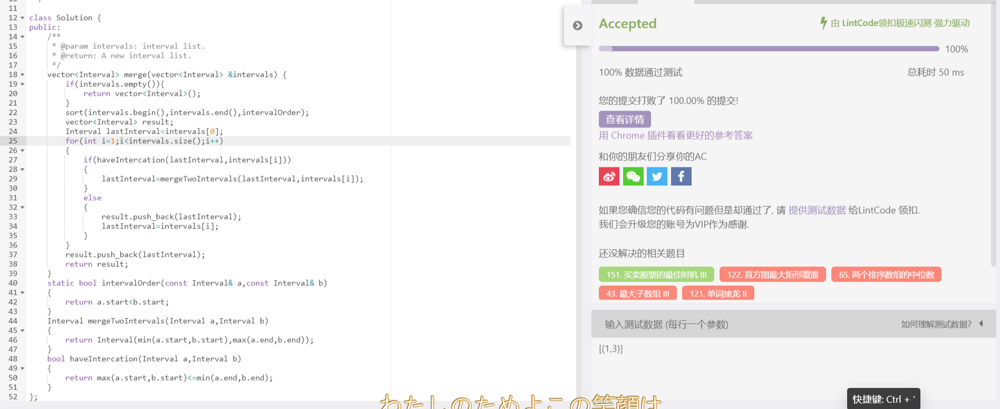 11
12 class Solution {
13 public:
14 /**
15 * @param intervals: interval list.
16 * @return: A new interval list.
17 */
18 vector<Interval> merge(vector<Interval> &intervals) {
19 if(intervals.empty()){
20 return vector<Interval>();
21 }
22 sort(intervals.begin(),intervals.end(),intervalOrder);
23 vector<Interval> result;
24 Interval lastInterval=intervals[0];
25 for(int i=1;i<intervals.size();i++)
26 {
27 if(haveIntercation(lastInterval,intervals[i]))
28 {
29 lastInterval=mergeTwoIntervals(lastInterval,intervals[i]);
30 }
31 else
32 {
33 result.push_back(lastInterval);
34 lastInterval=intervals[i];
35 }
36 }
37 result.push_back(lastInterval);
38 return result;
39 }
40 static bool intervalOrder(const Interval& a,const Interval& b)
41 {
42 return a.start<b.start;
43 }
44 Interval mergeTwoIntervals(Interval a,Interval b)
45 {
46 return Interval(min(a.start,b.start),max(a.end,b.end));
47 }
48 bool haveIntercation(Interval a,Interval b)
49 {
50 return max(a.start,b.start)<=min(a.end,b.end);
51 }
52 };
Accepted
由 LintCode领扣极速闪测 强力驱动
100%
100% 数据通过测试
总耗时 50 ms
您的提交打败了 100.00% 的提交!
查看详情
用 Chrome 插件看看更好的参考答案
和你的朋友们分享你的AC
如果您确信您的代码有问题但是却通过了, 请 提供测试数据 给LintCode 领扣.
我们会升级您的账号为VIP作为感谢.
还没解决的相关题目
151. 买卖股票的最佳时机 III
122. 直方图最大矩形覆盖
65. 两个排序数组的中位数
43. 最大子数组 III
121. 单词接龙 II
输入测试数据 (每行一个参数)
如何理解测试数据?
[(1,3)]
快捷键: Ctrl + '
わたしのためよこの笑顔は